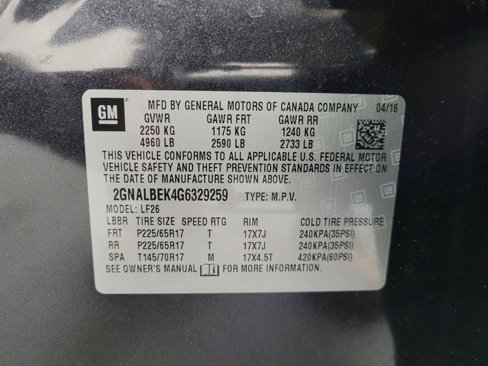 GM MFD BY GENERAL MOTORS OF CANADA COMPANY 04/16
GVWR GAWR FRT GAWR RR
2250 KG 1175 KG 1240 KG
4960 LB 2590 LB 2733 LB
THIS VEHICLE CONFORMS TO ALL APPLICABLE U.S. FEDERAL MOTOR
VEHICLE SAFETY AND THEFT PREVENTION STANDARDS IN EFFECT ON
THE DATE OF MANUFACTURE SHOWN ABOVE.
2GNALBEK4G6329259 TYPE: M.P.V.
MODEL: LF26
LBBR TIRE SIZE SPEED RTG RIM COLD TIRE PRESSURE
FRT P225/65R17 T 17X7J 240KPA(35PSI)
RR P225/65R17 T 17X7J 240KPA(35PSI)
SPA T145/70R17 M 17X4.5T 420KPA(60PSI)
SEE OWNER'S MANUAL FOR MORE INFORMATION.